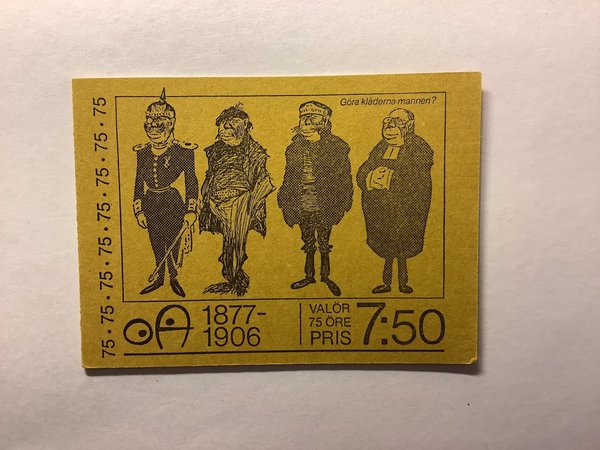 75 • 75 • 75 • 75 • 75 • 75 • 75 • 75
Göra kläderna mannen?
OA
1877-
1906
VALÖR
75 ÖRE
PRIS 7:50